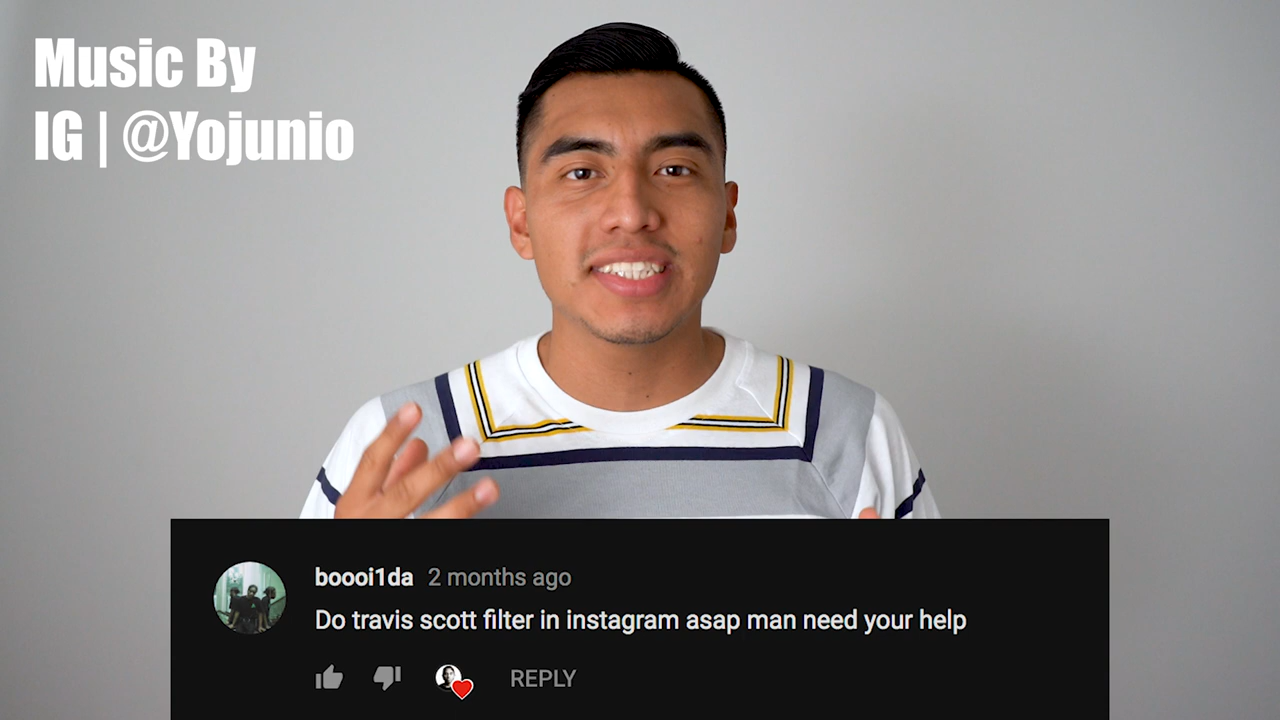 Music By
IG | @Yojunio
boooi1da 2 months ago
Do travis scott filter in instagram asap man need your help
REPLY